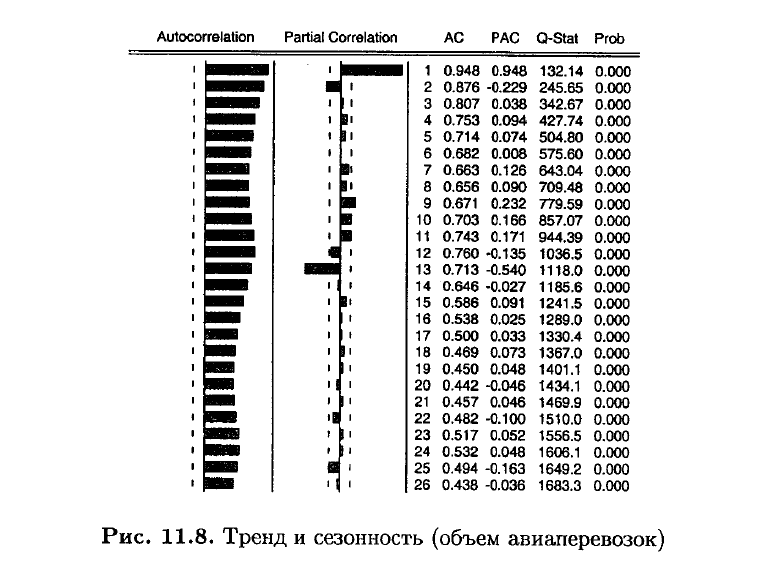 Autocorrelation Partial Correlation AC PAC Q-Stat Prob
1 0.948 0.948 132.14 0.000
2 0.876 -0.229 245.65 0.000
3 0.807 0.038 342.67 0.000
4 0.753 0.094 427.74 0.000
5 0.714 0.074 504.80 0.000
6 0.682 0.008 575.60 0.000
7 0.663 0.126 643.04 0.000
8 0.656 0.090 709.48 0.000
9 0.671 0.232 779.59 0.000
10 0.703 0.166 857.07 0.000
11 0.743 0.171 944.39 0.000
12 0.760 -0.135 1036.5 0.000
13 0.713 -0.540 1118.0 0.000
14 0.646 -0.027 1185.6 0.000
15 0.586 0.091 1241.5 0.000
16 0.538 0.025 1289.0 0.000
17 0.500 0.033 1330.4 0.000
18 0.469 0.073 1367.0 0.000
19 0.450 0.048 1401.1 0.000
20 0.442 -0.046 1434.1 0.000
21 0.457 0.046 1469.9 0.000
22 0.482 -0.100 1510.0 0.000
23 0.517 0.052 1556.5 0.000
24 0.532 0.048 1606.1 0.000
25 0.494 -0.163 1649.2 0.000
26 0.438 -0.036 1683.3 0.000
Рис. 11.8. Тренд и сезонность (объем авиаперевозок)